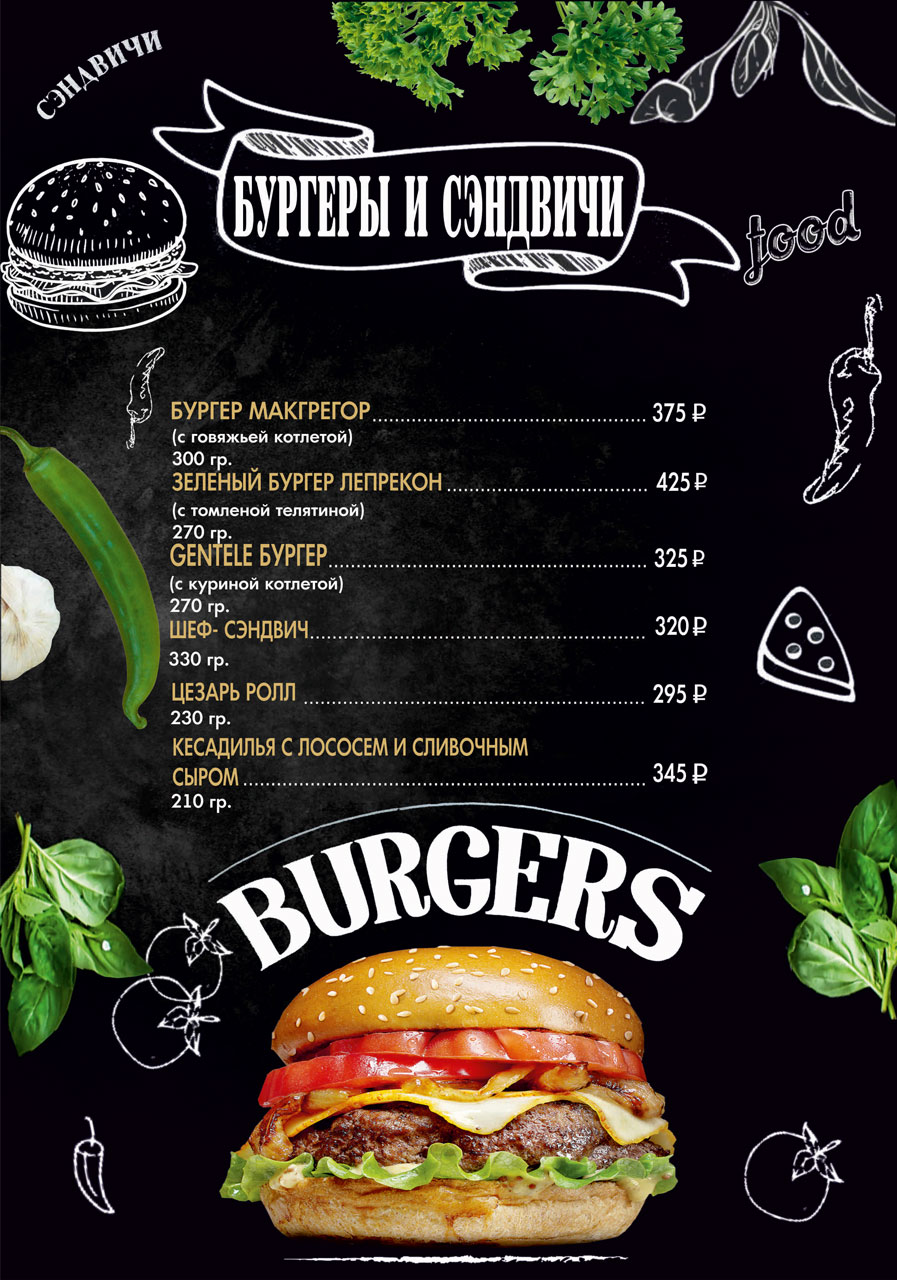 СЭНДВИЧИ
БУРГЕРЫ И СЭНДВИЧИ
food
БУРГЕР МАКГРЕГОР........................................................ 375 ₽
(с говяжьей котлетой)
300 гр.
ЗЕЛЕНЫЙ БУРГЕР ЛЕПРЕКОН........................................ 425 ₽
(с томленой телятиной)
270 гр.
GENTELE БУРГЕР................................................................ 325 ₽
(с куриной котлетой)
270 гр.
ШЕФ- СЭНДВИЧ.................................................................... 320 ₽
330 гр.
ЦЕЗАРЬ РОЛЛ .................................................................... 295 ₽
230 гр.
КЕСАДИЛЬЯ С ЛОСОСЕМ И СЛИВОЧНЫМ
СЫРОМ................................................................................ 345 ₽
210 гр.
BURGERS